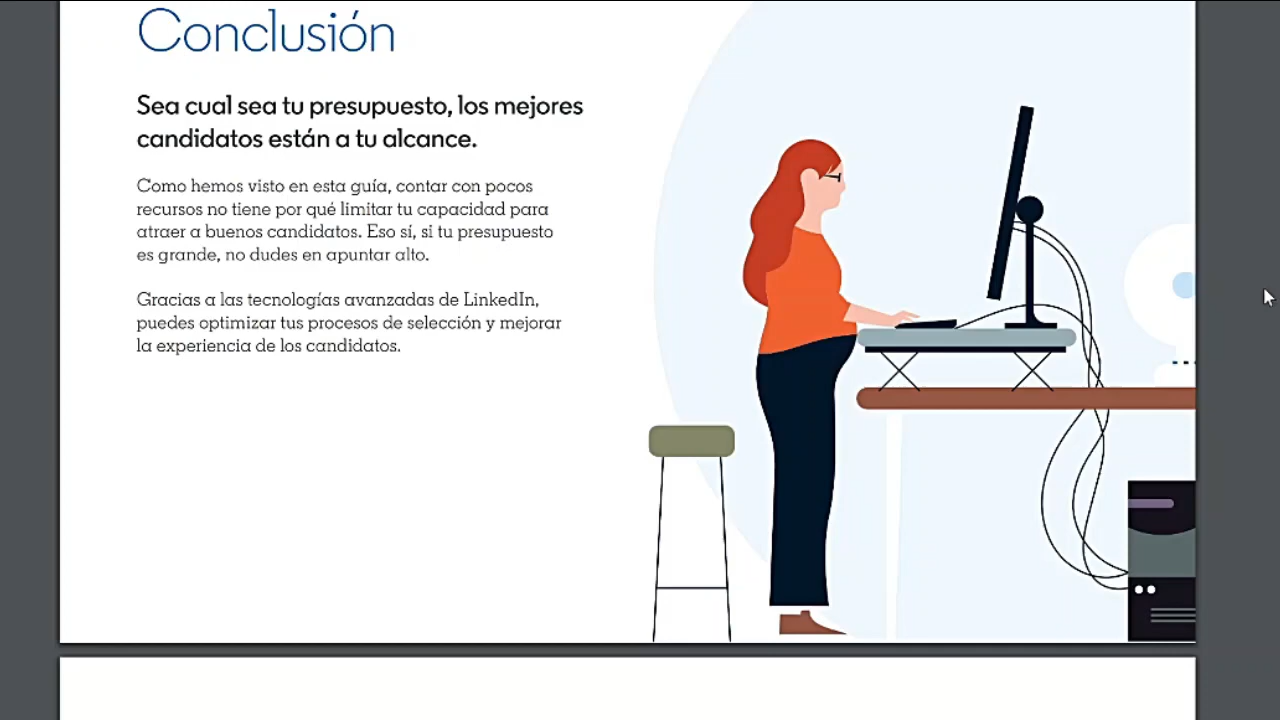 Conclusión
Sea cual sea tu presupuesto, los mejores
candidatos están a tu alcance.
Como hemos visto en esta guía, contar con pocos
recursos no tiene por qué limitar tu capacidad para
atraer a buenos candidatos. Eso sí, si tu presupuesto
es grande, no dudes en apuntar alto.
Gracias a las tecnologías avanzadas de LinkedIn,
puedes optimizar tus procesos de selección y mejorar
la experiencia de los candidatos.